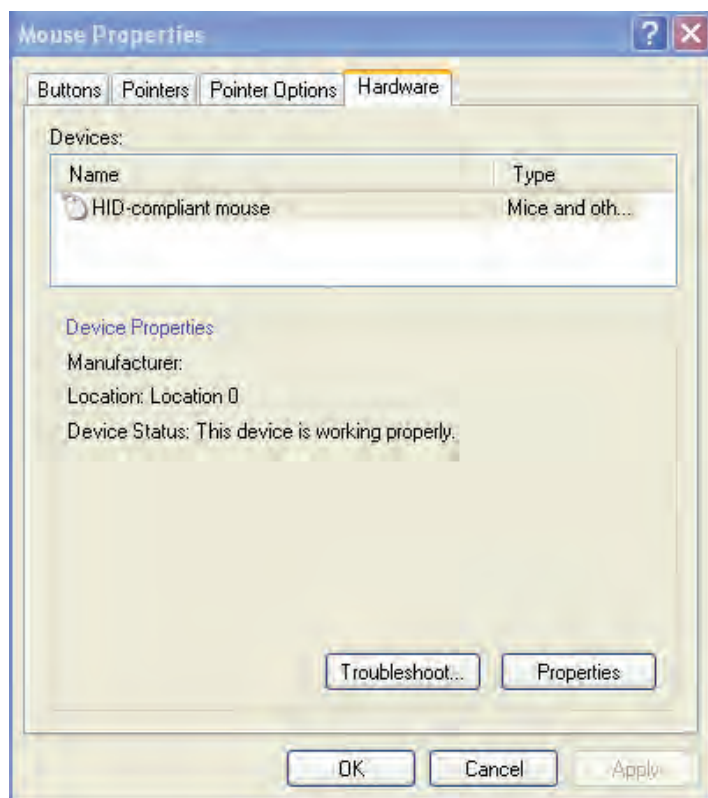 Mouse Properties
?
Buttons Pointers Pointer Options Hardware
Devices:
Name Type
HID-compliant mouse Mice and oth...
Device Properties
Manufacturer:
Location: Location 0
Device Status: This device is working properly.
Troubleshoot... Properties
OK Cancel Apply